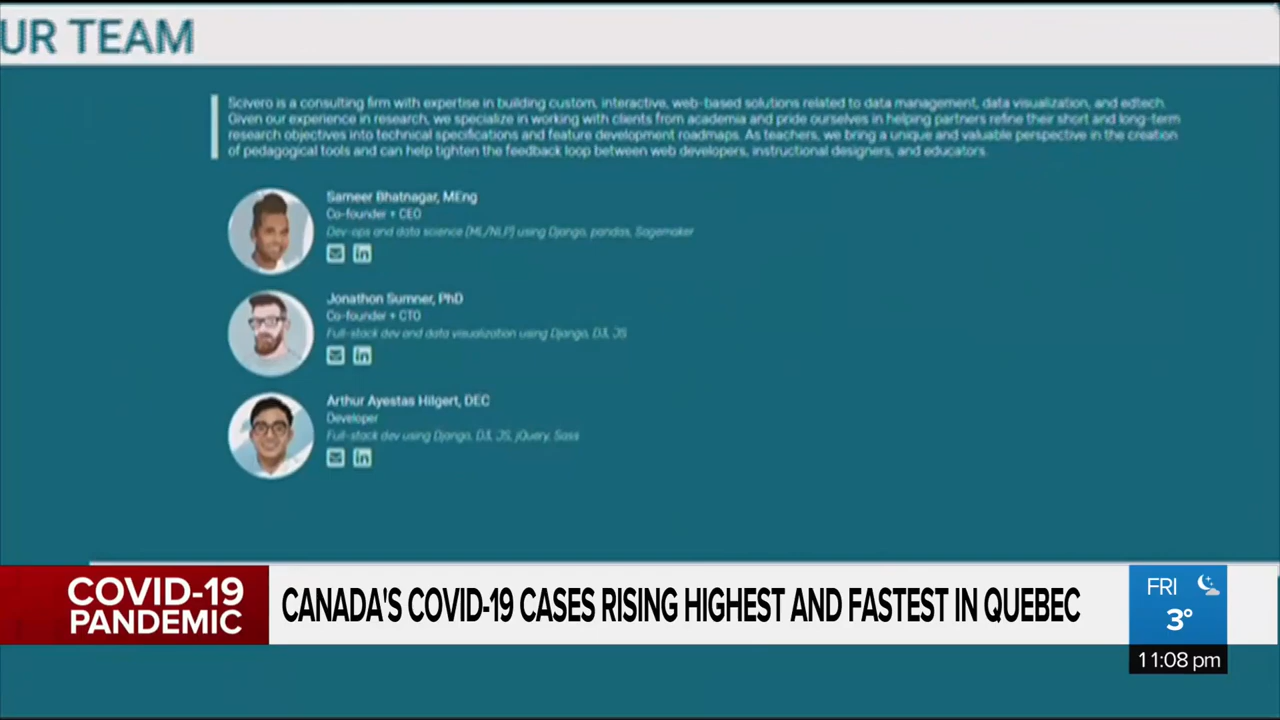 UR TEAM
Scivero is a consulting firm with expertise in building custom, interactive, web-based solutions related to data management, data visualization, and edtech.
Given our experience in research, we specialize in working with clients from academia and pride ourselves in helping partners refine their short and long-term
research objectives into technical specifications and feature development roadmaps. As teachers, we bring a unique and valuable perspective in the creation
of pedagogical tools and can help tighten the feedback loop between web developers, instructional designers, and educators.
Sameer Bhatnagar, MEng
Co-founder + CEO
Dev-ops and data science (ML/NLP) using Django, pandas, Sagemaker
in
Jonathon Sumner, PhD
Co-founder + CTO
Full-stack dev and data visualization using Django, D3, JS
in
Arthur Ayestas Hilgert, DEC
Developer
Full-stack dev using Django, D3, JS, jQuery, Sass
in
COVID-19
PANDEMIC
CANADA'S COVID-19 CASES RISING HIGHEST AND FASTEST IN QUEBEC
FRI
3°
11:08 pm